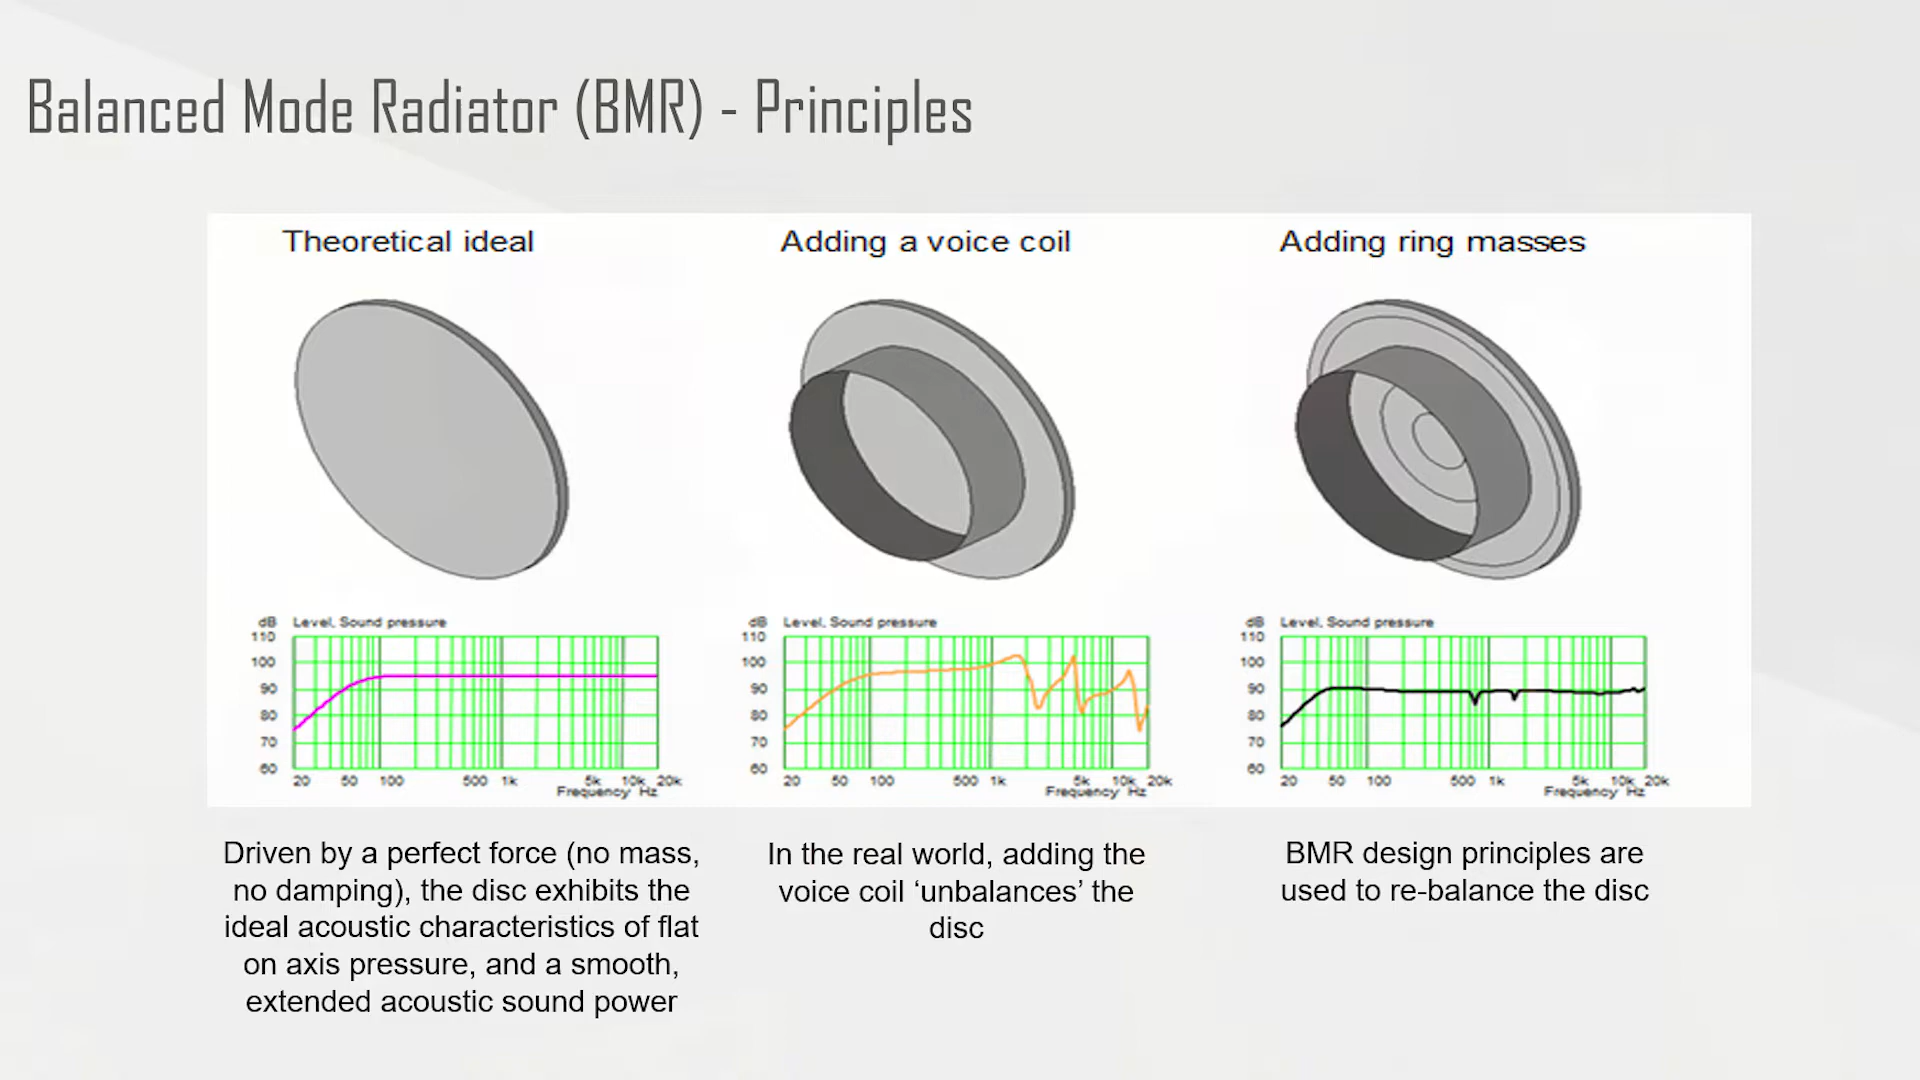 Balanced Mode Radiator (BMR) - Principles
Theoretical ideal
Adding a voice coil
Adding ring masses
dB Level, Sound pressure
110
100
90
80
70
60
20 50 100 500 1k 5k 10k 20k
Frequency Hz
dB Level, Sound pressure
110
100
90
80
70
60
20 50 100 500 1k 5k 10k 20k
Frequency Hz
dB Level, Sound pressure
110
100
90
80
70
60
20 50 100 500 1k 5k 10k 20k
Frequency Hz
Driven by a perfect force (no mass,
no damping), the disc exhibits the
ideal acoustic characteristics of flat
on axis pressure, and a smooth,
extended acoustic sound power
In the real world, adding the
voice coil ‘unbalances’ the
disc
BMR design principles are
used to re-balance the disc